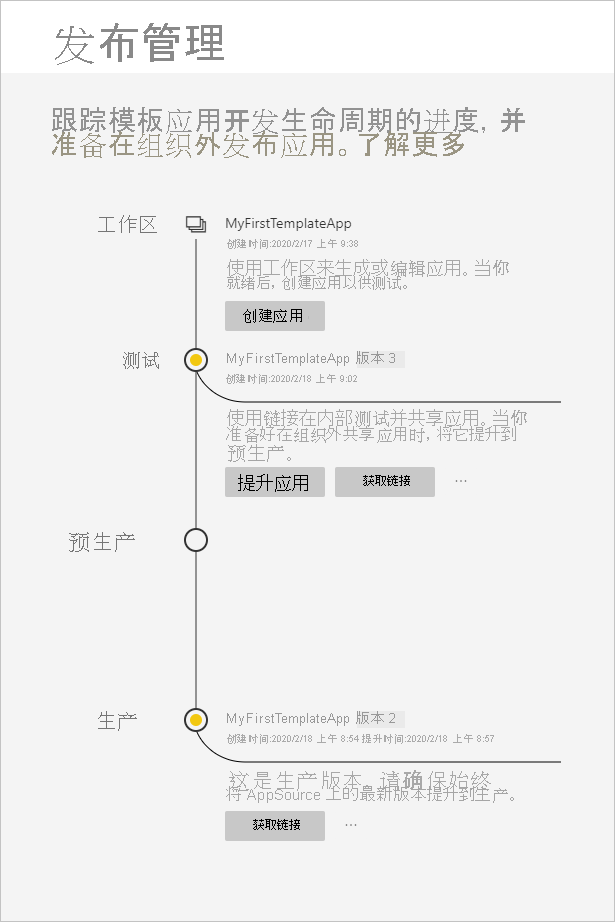 发布管理
跟踪模板应用开发生命周期的进度, 并
准备在组织外发布应用。了解更多
工作区
MyFirstTemplateApp
创建时间:2020/2/17 上午 9:38
使用工作区来生成或编辑应用。当你
就绪后, 创建应用以供测试。
创建应用
测试
MyFirstTemplateApp 版本 3
创建时间:2020/2/18 上午 9:02
使用链接在内部测试并共享应用。当你
准备好在组织外共享应用时, 将它提升到
预生产。
提升应用 获取链接 ...
预生产
生产
MyFirstTemplateApp 版本 2
创建时间:2020/2/18 上午 8:54 提升时间:2020/2/18 上午 8:57
这是生产版本。请确保始终
将 AppSource 上的最新版本提升到生产。
获取链接 ...